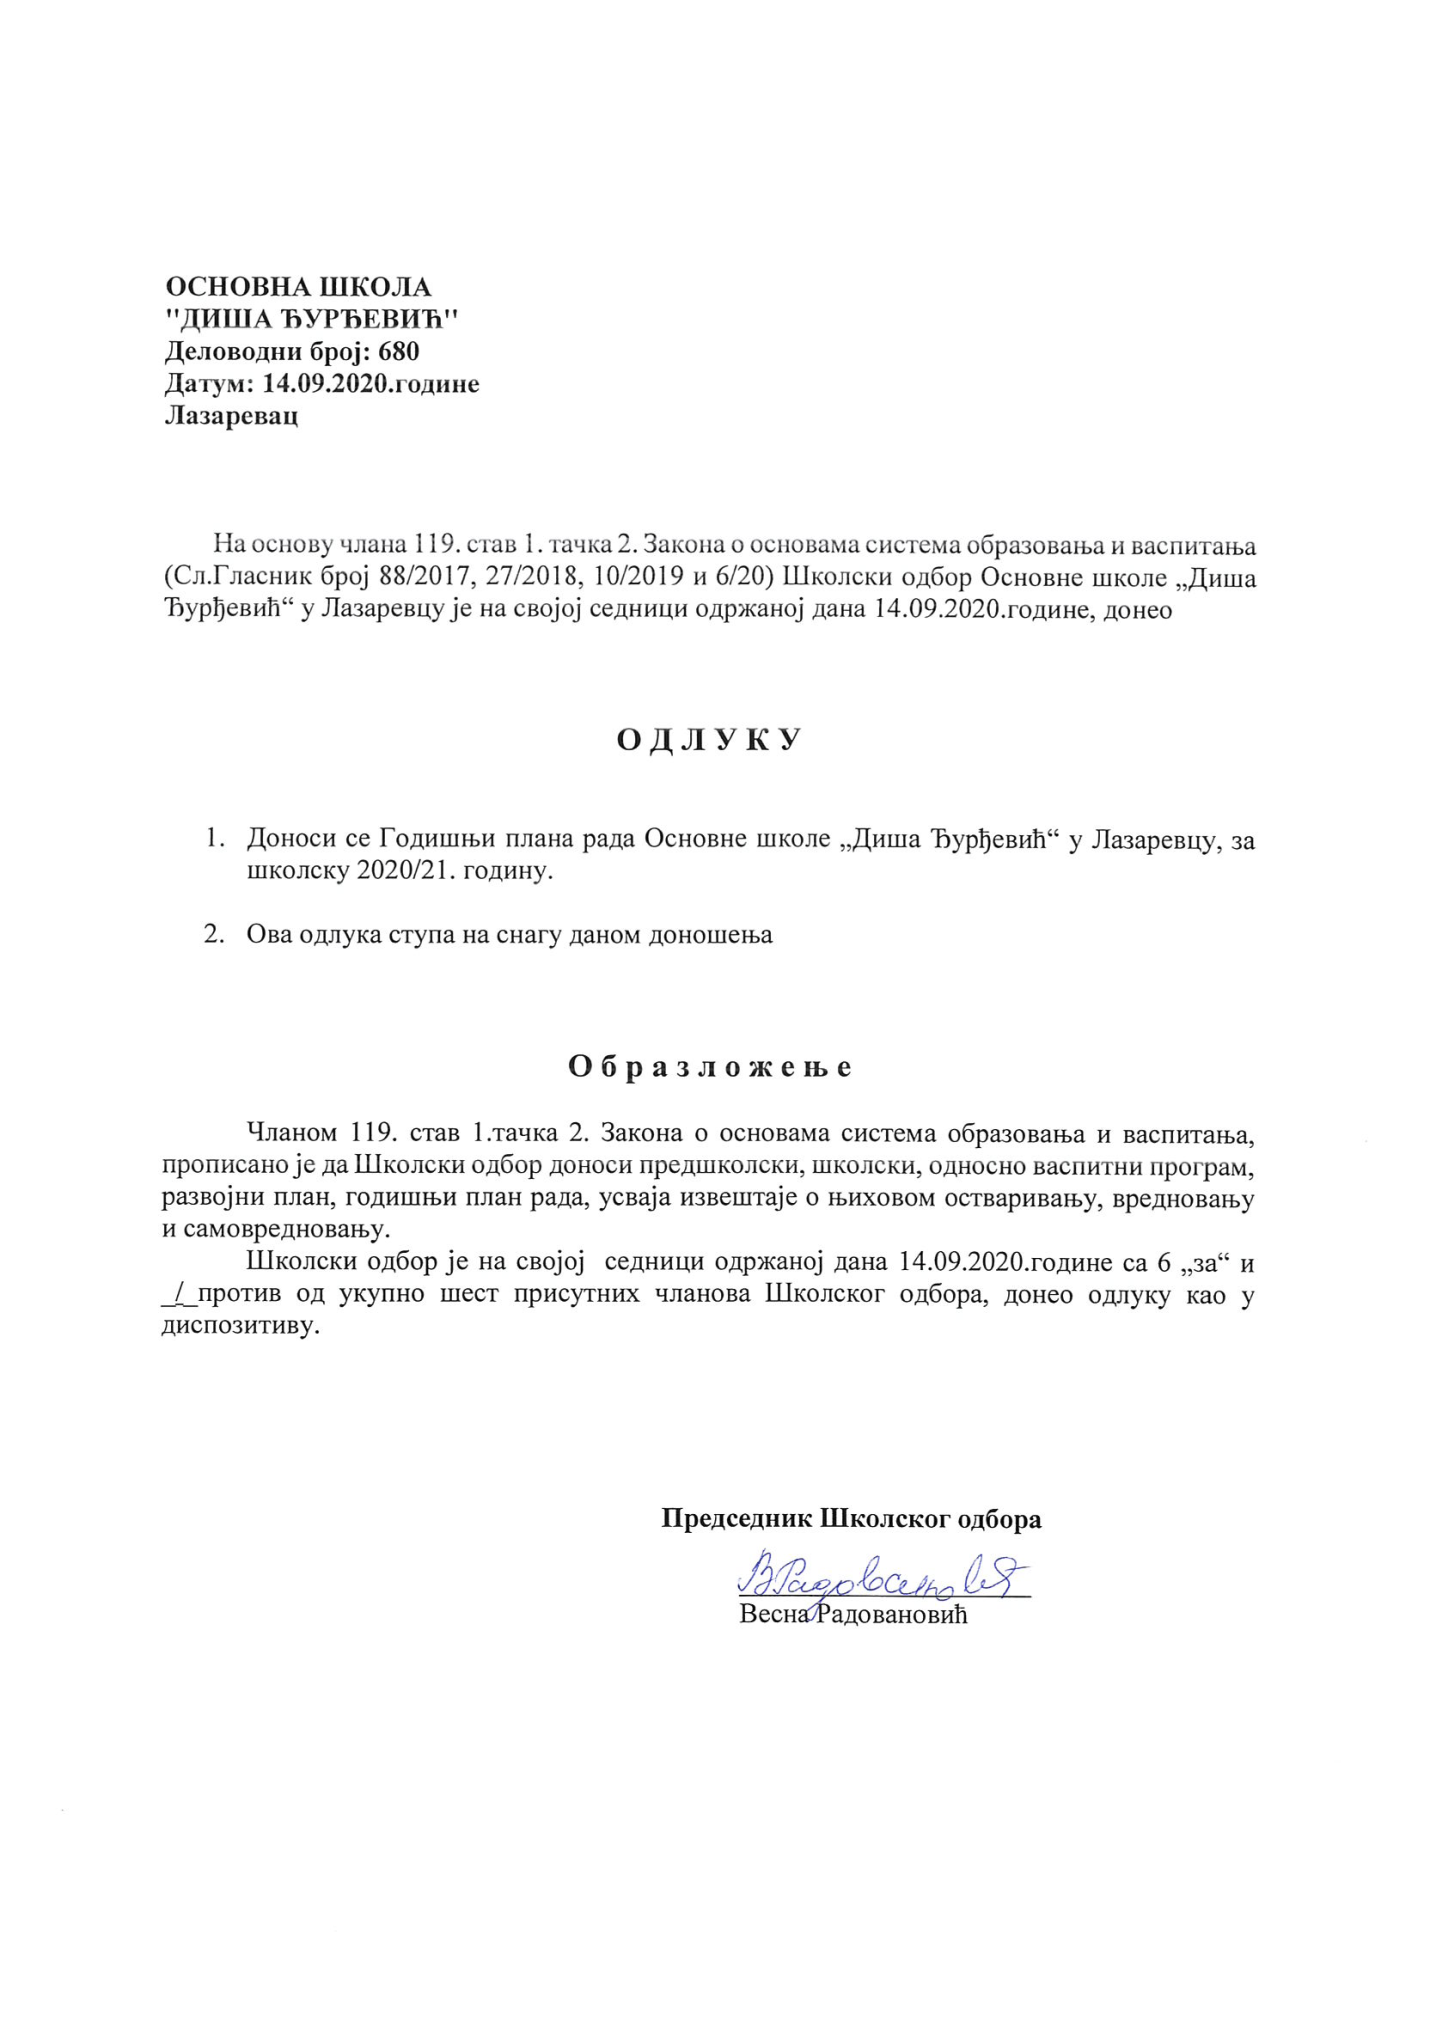 ОСНОВНА ШКОЛА
"ДИША ЂУРЂЕВИЋ"
Деловодни број: 680
Датум: 14.09.2020.године
Лазаревац
На основу члана 119. став 1. тачка 2. Закона о основама система образовања и васпитања
(Сл.Гласник број 88/2017, 27/2018, 10/2019 и 6/20) Школски одбор Основне школе „Диша
Ђурђевић“ у Лазаревцу је на својој седници одржаној дана 14.09.2020.године, донео
О Д Л У К У
1. Доноси се Годишњи плана рада Основне школе „Диша Ђурђевић“ у Лазаревцу, за
школску 2020/21. годину.
2. Ова одлука ступа на снагу даном доношења
О б р а з л о ж е њ е
Чланом 119. став 1.тачка 2. Закона о основама система образовања и васпитања,
прописано је да Школски одбор доноси предшколски, школски, односно васпитни програм,
развојни план, годишњи план рада, усваја извештаје о њиховом остваривању, вредновању
и самовредновању.
Школски одбор је на својој седници одржаној дана 14.09.2020.године са 6 „за“ и
_/_против од укупно шест присутних чланова Школског одбора, донео одлуку као у
диспозитиву.
Председник Школског одбора
ВРадовановић
Весна Радовановић